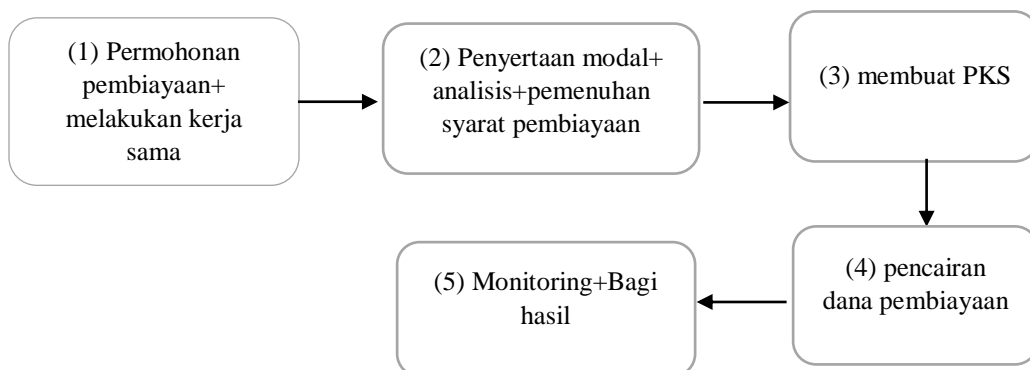 (1) Permohonan
pembiayaan+
melakukan kerja
sama
(2) Penyertaan modal+
analisis+pemenuhan
syarat pembiayaan
(3) membuat PKS
(4) pencairan
dana pembiayaan
(5) Monitoring+Bagi
hasil